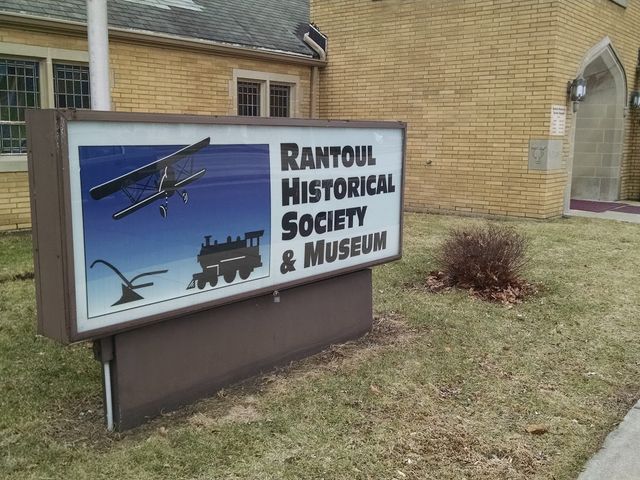 Rantoul
Historical
Society
& Museum